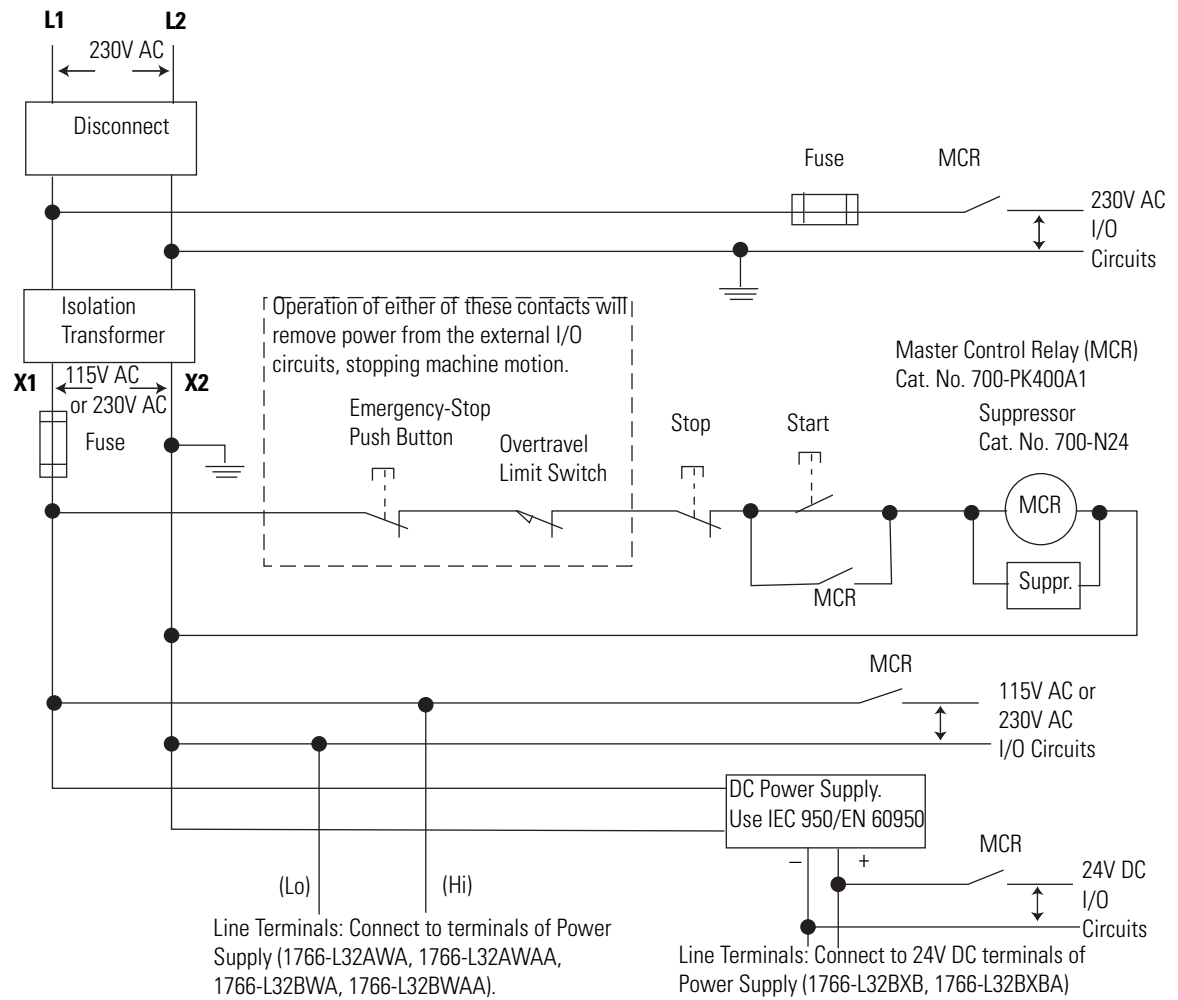 L1
L2
230V AC
Disconnect
Fuse
MCR
230V AC
I/O
Circuits
Isolation
Transformer
Operation of either of these contacts will
remove power from the external I/O
circuits, stopping machine motion.
X1
115V AC
or 230V AC
X2
Fuse
Emergency-Stop
Push Button
Overtravel
Limit Switch
Stop
Start
Master Control Relay (MCR)
Cat. No. 700-PK400A1
Suppressor
Cat. No. 700-N24
MCR
Suppr.
MCR
MCR
115V AC or
230V AC
I/O Circuits
DC Power Supply.
Use IEC 950/EN 60950
– +
MCR
24V DC
I/O
Circuits
(Lo)
(Hi)
Line Terminals: Connect to terminals of Power
Supply (1766-L32AWA, 1766-L32AWAA,
1766-L32BWA, 1766-L32BWAA).
Line Terminals: Connect to 24V DC terminals of
Power Supply (1766-L32BXB, 1766-L32BXBA)